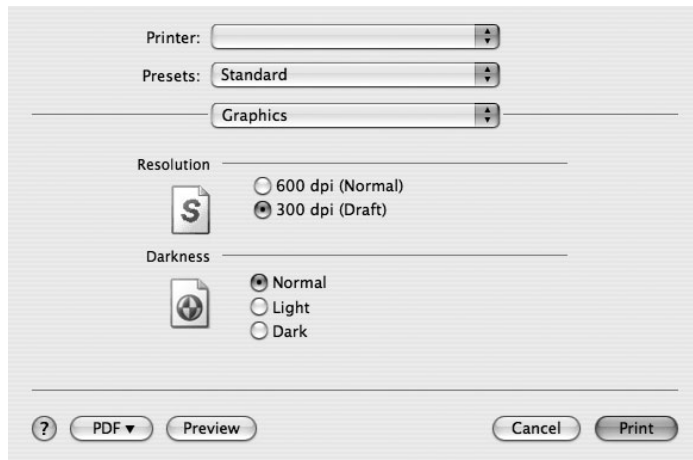 Printer:
Presets: Standard
Graphics
Resolution
600 dpi (Normal)
S
300 dpi (Draft)
Darkness
Normal
Light
Dark
? PDF▼ Preview Cancel Print